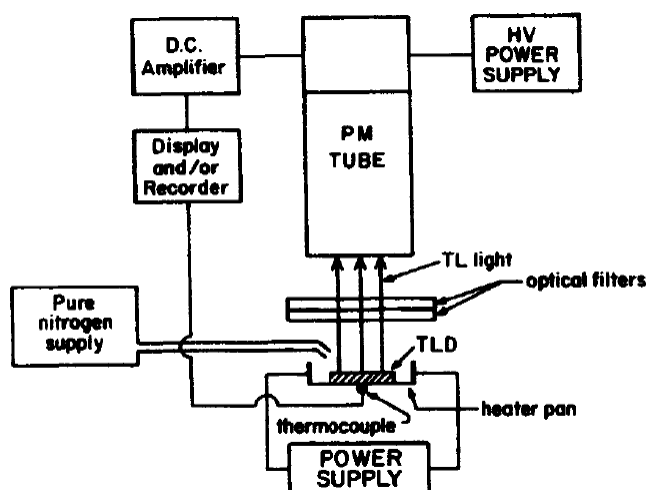 D.C.
Amplifier
HV
POWER
SUPPLY
PM
TUBE
Display
and/or
Recorder
TL light
optical filters
Pure
nitrogen
supply
TLD
heater pan
thermocouple
POWER
SUPPLY